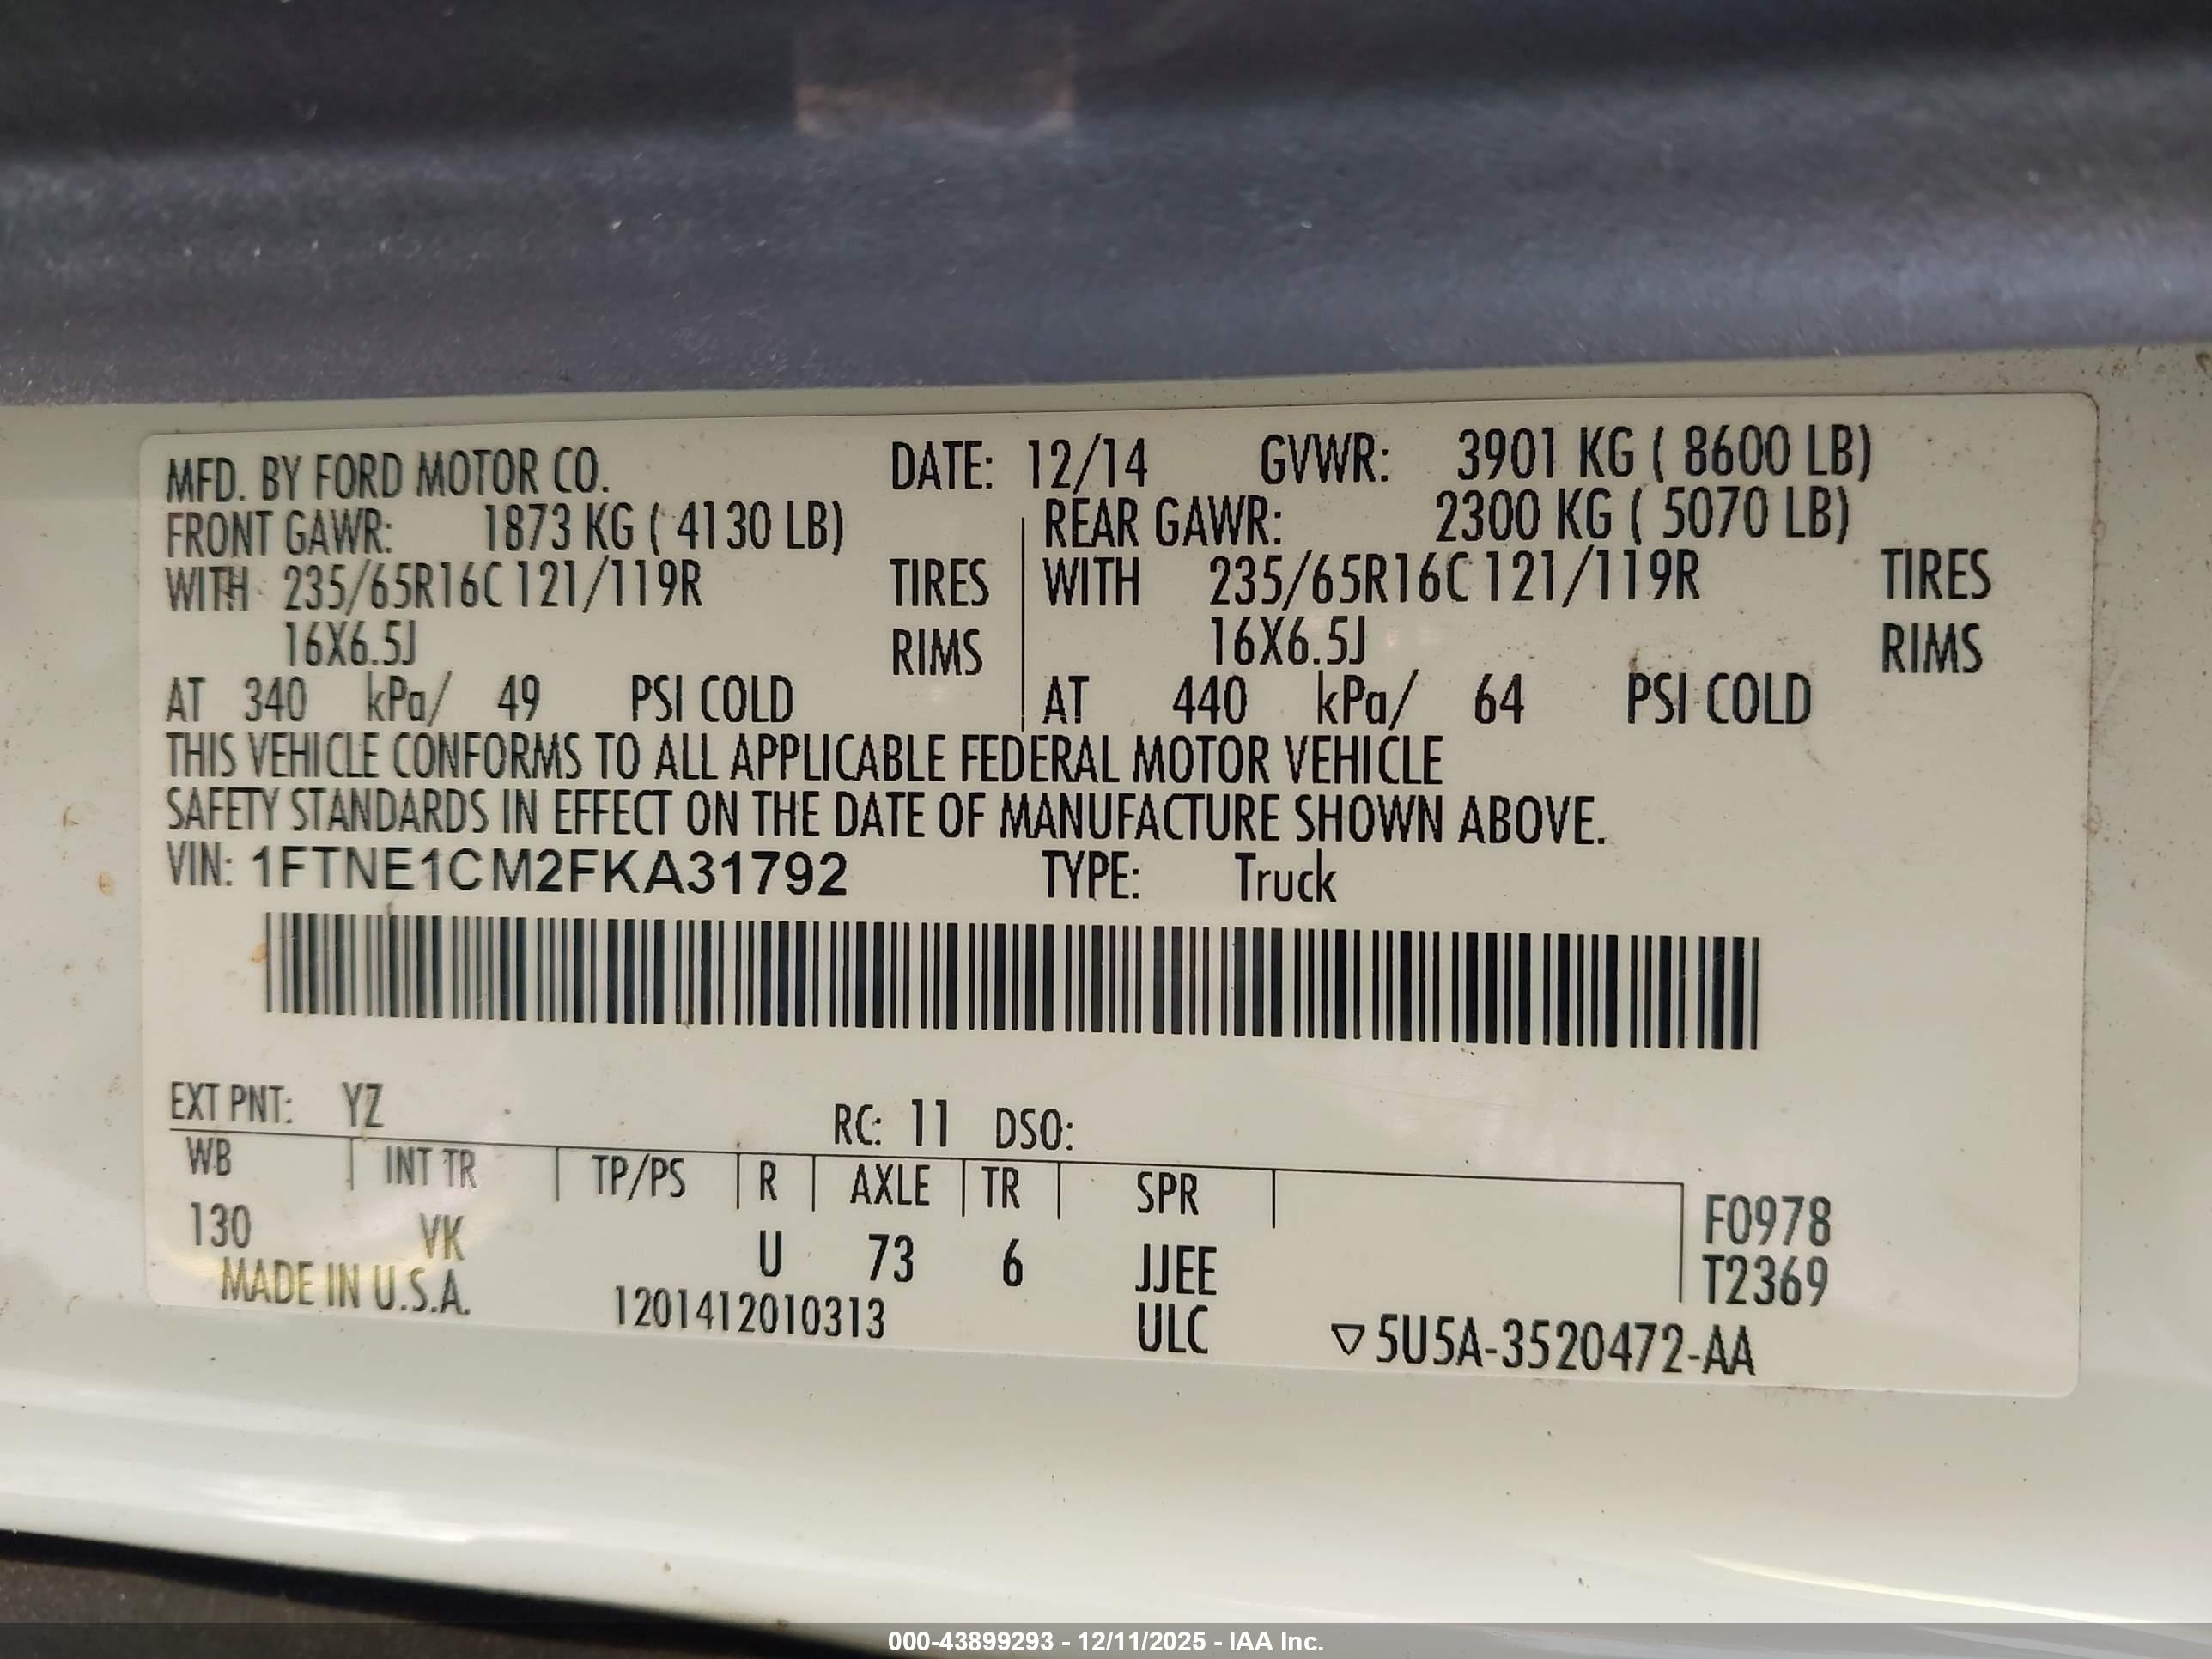 MFD. BY FORD MOTOR CO. DATE: 12/14 GVWR: 3901 KG ( 8600 LB)
FRONT GAWR: 1873 KG ( 4130 LB) REAR GAWR: 2300 KG ( 5070 LB)
WITH 235/65R16C 121/119R TIRES WITH 235/65R16C 121/119R TIRES
16X6.5J RIMS 16X6.5J RIMS
AT 340 kPa/ 49 PSI COLD AT 440 kPa/ 64 PSI COLD
THIS VEHICLE CONFORMS TO ALL APPLICABLE FEDERAL MOTOR VEHICLE
SAFETY STANDARDS IN EFFECT ON THE DATE OF MANUFACTURE SHOWN ABOVE.
VIN: 1FTNE1CM2FKA31792 TYPE: Truck
EXT PNT: YZ RC: 11 DSO:
WB INT TR TP/PS R AXLE TR SPR F0978
130 VK U 73 6 JJEE T2369
MADE IN U.S.A. 1201412010313 ULC ▽5U5A-3520472-AA
000-43899293 - 12/11/2025 - IAA Inc.